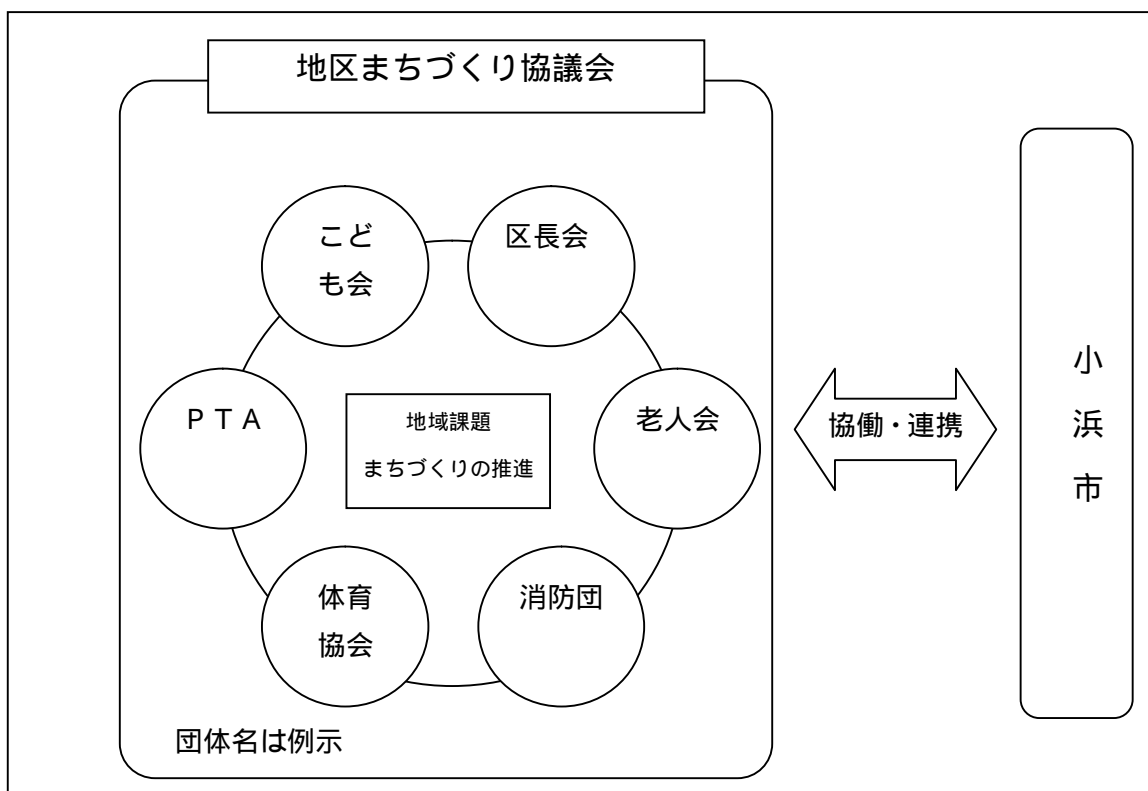 地区まちづくり協議会
こど
も会
区長会
ＰＴＡ
地域課題
まちづくりの推進
老人会
体育
協会
消防団
団体名は例示
協働・連携
小
浜
市